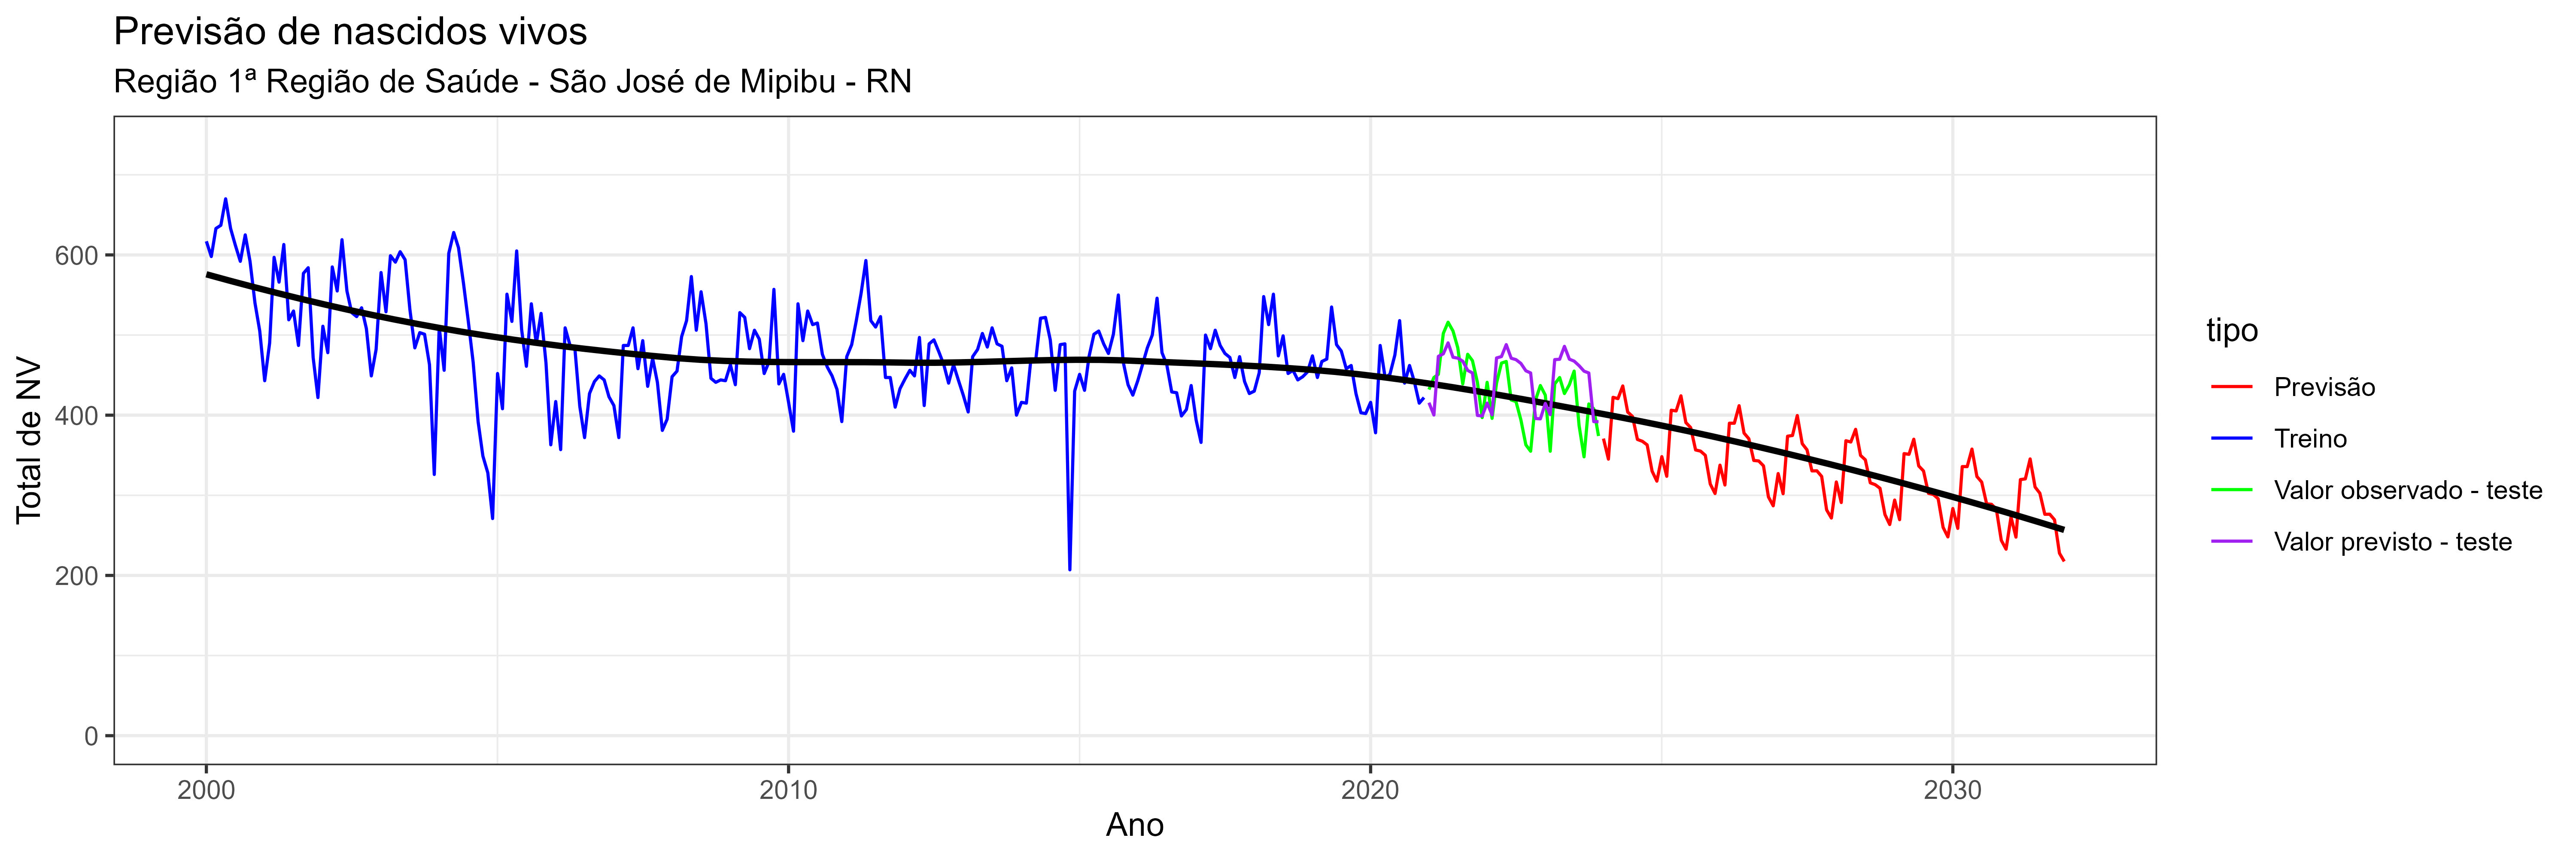 Previsão de nascidos vivos
Região 1ª Região de Saúde - São José de Mipibu - RN
Total de NV
600
400
200
0
2000
2010
2020
2030
Ano
tipo
Previsão
Treino
Valor observado - teste
Valor previsto - teste